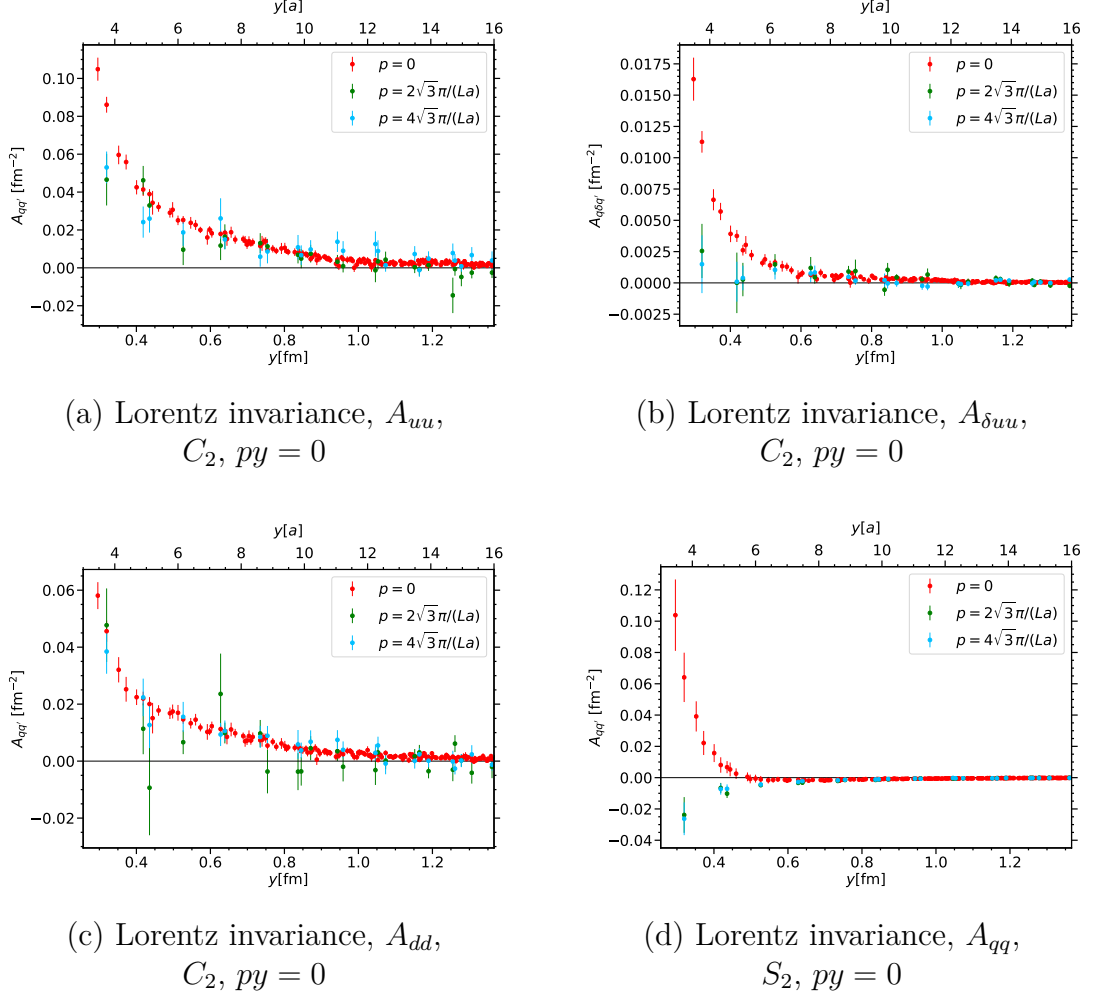 y[a]
4 6 8 10 12 14 16
0.10
0.08
0.06
0.04
0.02
0.00
−0.02
A_{qq'} [fm^{−2}]
p = 0
p = 2√3π/(La)
p = 4√3π/(La)
0.4 0.6 0.8 1.0 1.2
y[fm]
(a) Lorentz invariance, A_{uu},
C_2, py = 0
y[a]
4 6 8 10 12 14 16
0.0175
0.0150
0.0125
0.0100
0.0075
0.0050
0.0025
0.0000
−0.0025
A_{qδq'} [fm^{−2}]
p = 0
p = 2√3π/(La)
p = 4√3π/(La)
0.4 0.6 0.8 1.0 1.2
y[fm]
(b) Lorentz invariance, A_{δuu},
C_2, py = 0
y[a]
4 6 8 10 12 14 16
0.06
0.04
0.02
0.00
−0.02
A_{qq'} [fm^{−2}]
p = 0
p = 2√3π/(La)
p = 4√3π/(La)
0.4 0.6 0.8 1.0 1.2
y[fm]
(c) Lorentz invariance, A_{dd},
C_2, py = 0
y[a]
4 6 8 10 12 14 16
0.12
0.10
0.08
0.06
0.04
0.02
0.00
−0.02
−0.04
A_{qq'} [fm^{−2}]
p = 0
p = 2√3π/(La)
p = 4√3π/(La)
0.4 0.6 0.8 1.0 1.2
y[fm]
(d) Lorentz invariance, A_{qq},
S_2, py = 0